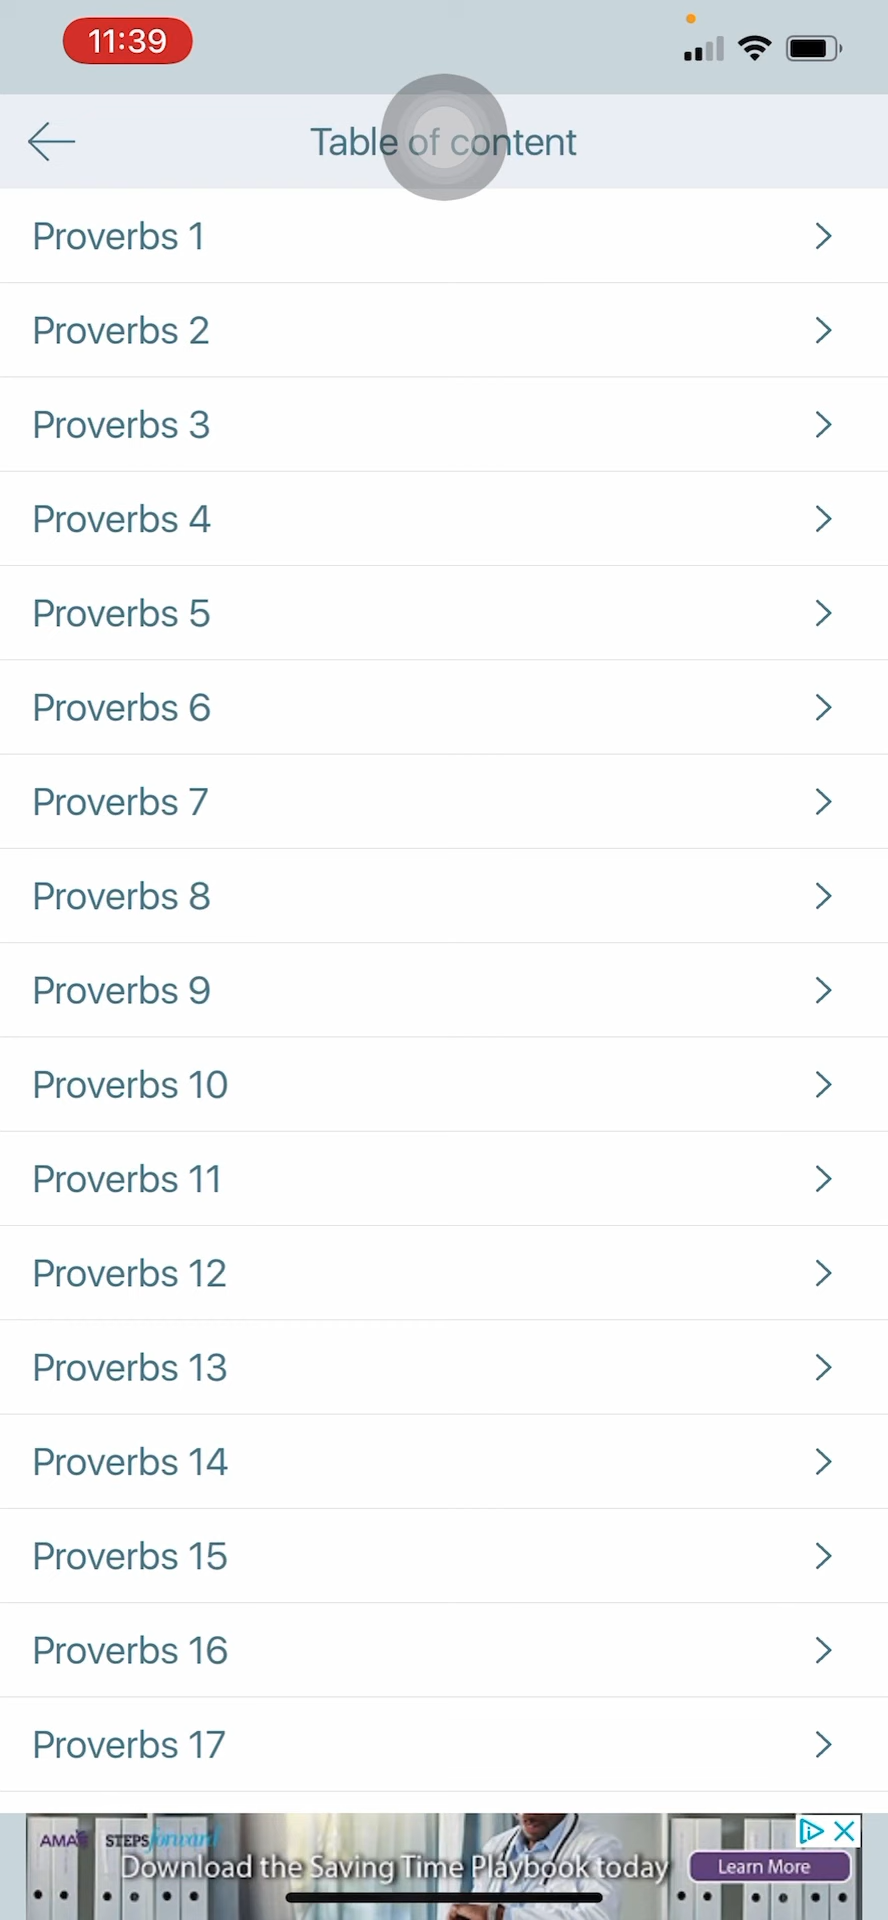 11:39
Table of content
Proverbs 1
Proverbs 2
Proverbs 3
Proverbs 4
Proverbs 5
Proverbs 6
Proverbs 7
Proverbs 8
Proverbs 9
Proverbs 10
Proverbs 11
Proverbs 12
Proverbs 13
Proverbs 14
Proverbs 15
Proverbs 16
Proverbs 17
AMA STEPS forward
Download the Saving Time Playbook today
Learn More